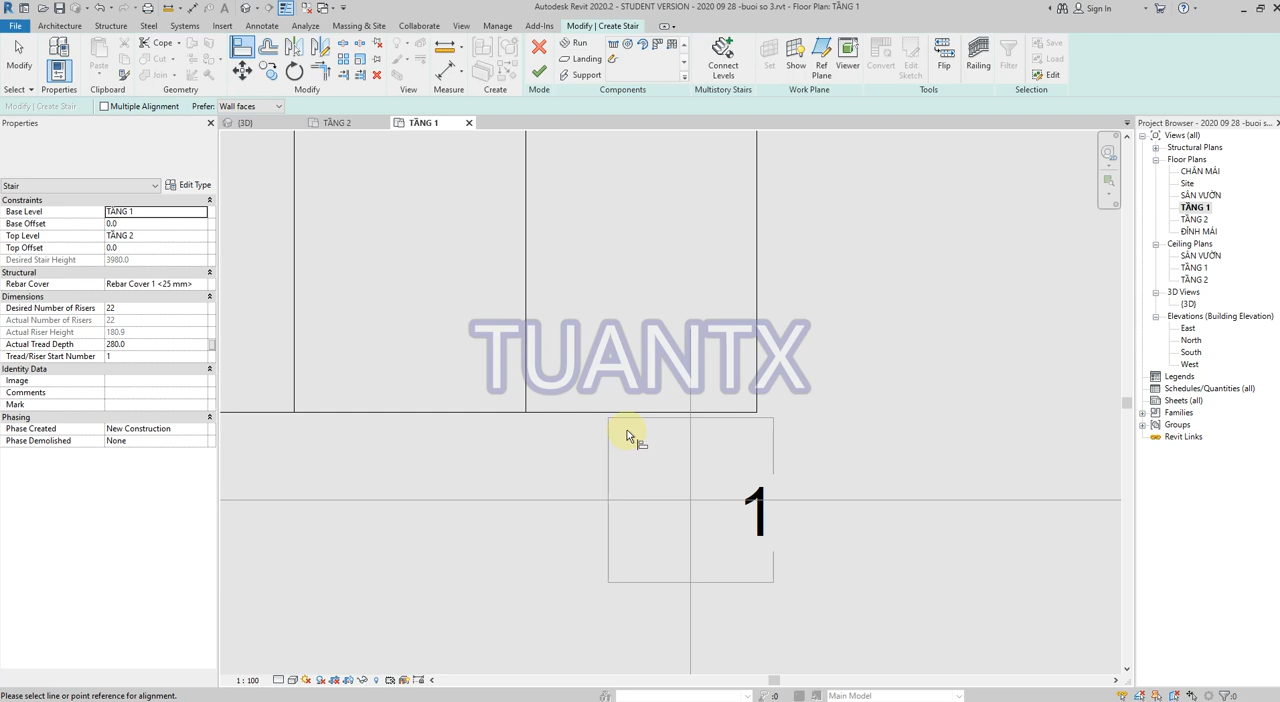 Autodesk Revit 2020.2 - STUDENT VERSION - 2020 09 28 -buoi so 3.rvt - Floor Plan: TẦNG 1
Sign In
File Architecture Structure Steel Systems Insert Annotate Analyze Massing & Site Collaborate View Manage Add-Ins Modify | Create Stair
Modify Properties Paste Cope Cut Join Run Landing Support Connect Levels Set Show Ref Plane Viewer Convert Edit Sketch Flip Railing Filter Save Load Edit
Select Properties Clipboard Geometry Modify View Measure Create Mode Components Multistory Stairs Work Plane Tools Selection
Modify | Create Stair Multiple Alignment Prefer: Wall faces
Properties
{3D} TẦNG 2 TẦNG 1
Project Browser - 2020 09 28 -buoi s...
Stair Edit Type
Constraints
Base Level TẦNG 1
Base Offset 0.0
Top Level TẦNG 2
Top Offset 0.0
Desired Stair Height 3980.0
Structural
Rebar Cover Rebar Cover 1 <25 mm>
Dimensions
Desired Number of Risers 22
Actual Number of Risers 22
Actual Riser Height 180.9
Actual Tread Depth 280.0
Tread/Riser Start Number 1
Identity Data
Image
Comments
Mark
Phasing
Phase Created New Construction
Phase Demolished None
TUANTX
1
Views (all)
Structural Plans
Floor Plans
CHÂN MÁI
Site
SÂN VƯỜN
TẦNG 1
TẦNG 2
ĐỈNH MÁI
Ceiling Plans
SÂN VƯỜN
TẦNG 1
TẦNG 2
3D Views
{3D}
Elevations (Building Elevation)
East
North
South
West
Legends
Schedules/Quantities (all)
Sheets (all)
Families
Groups
Revit Links
1 : 100
Please select line or point reference for alignment.
:0 Main Model :0